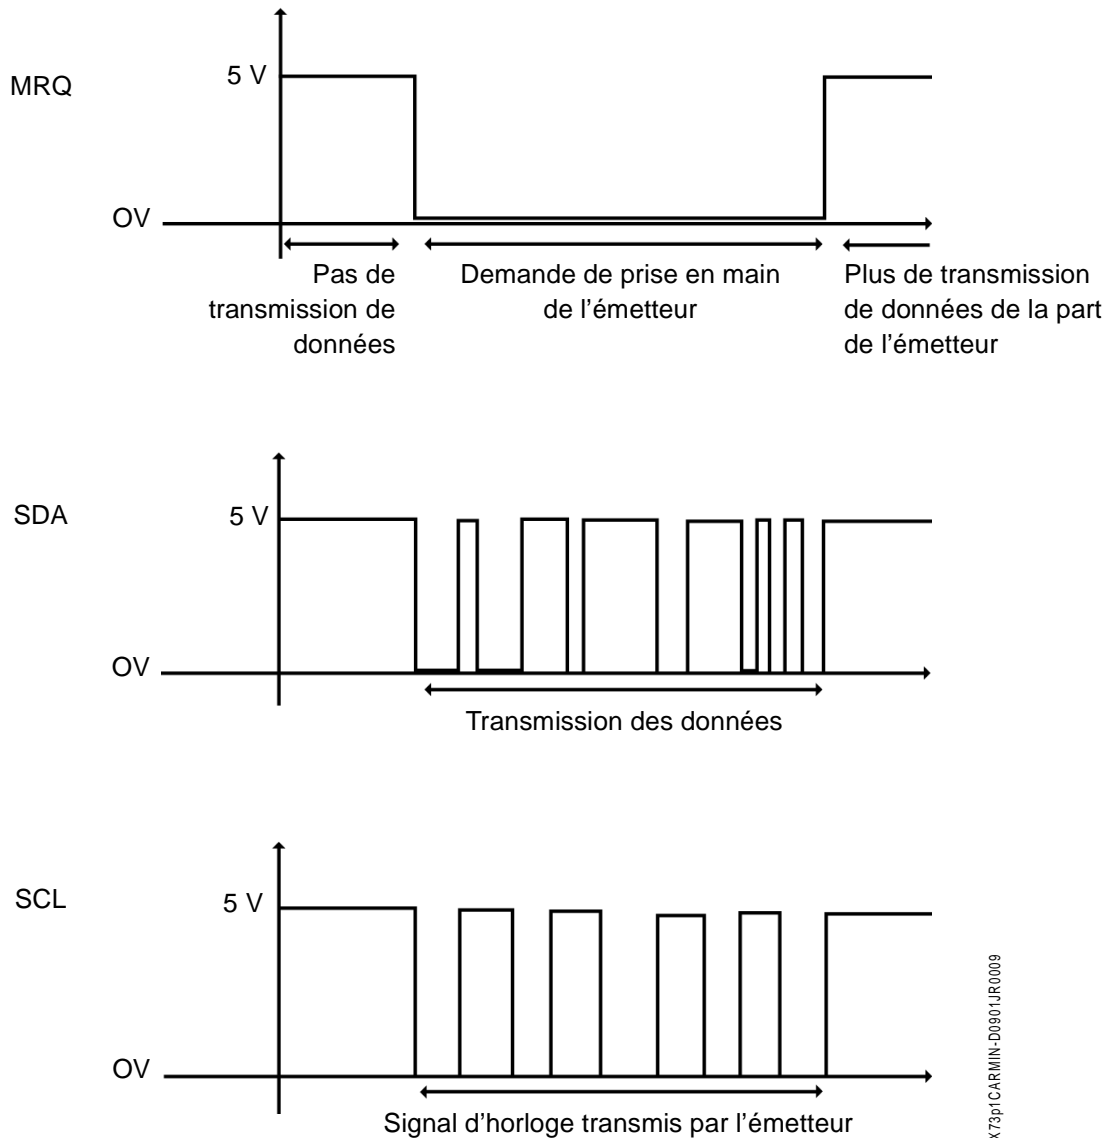 MRQ
5 V
OV
Pas de
transmission de
données
Demande de prise en main
de l'émetteur
Plus de transmission
de données de la part
de l'émetteur
SDA
5 V
OV
Transmission des données
SCL
5 V
OV
Signal d'horloge transmis par l'émetteur
X73p1CARMIN-D0901JR0009